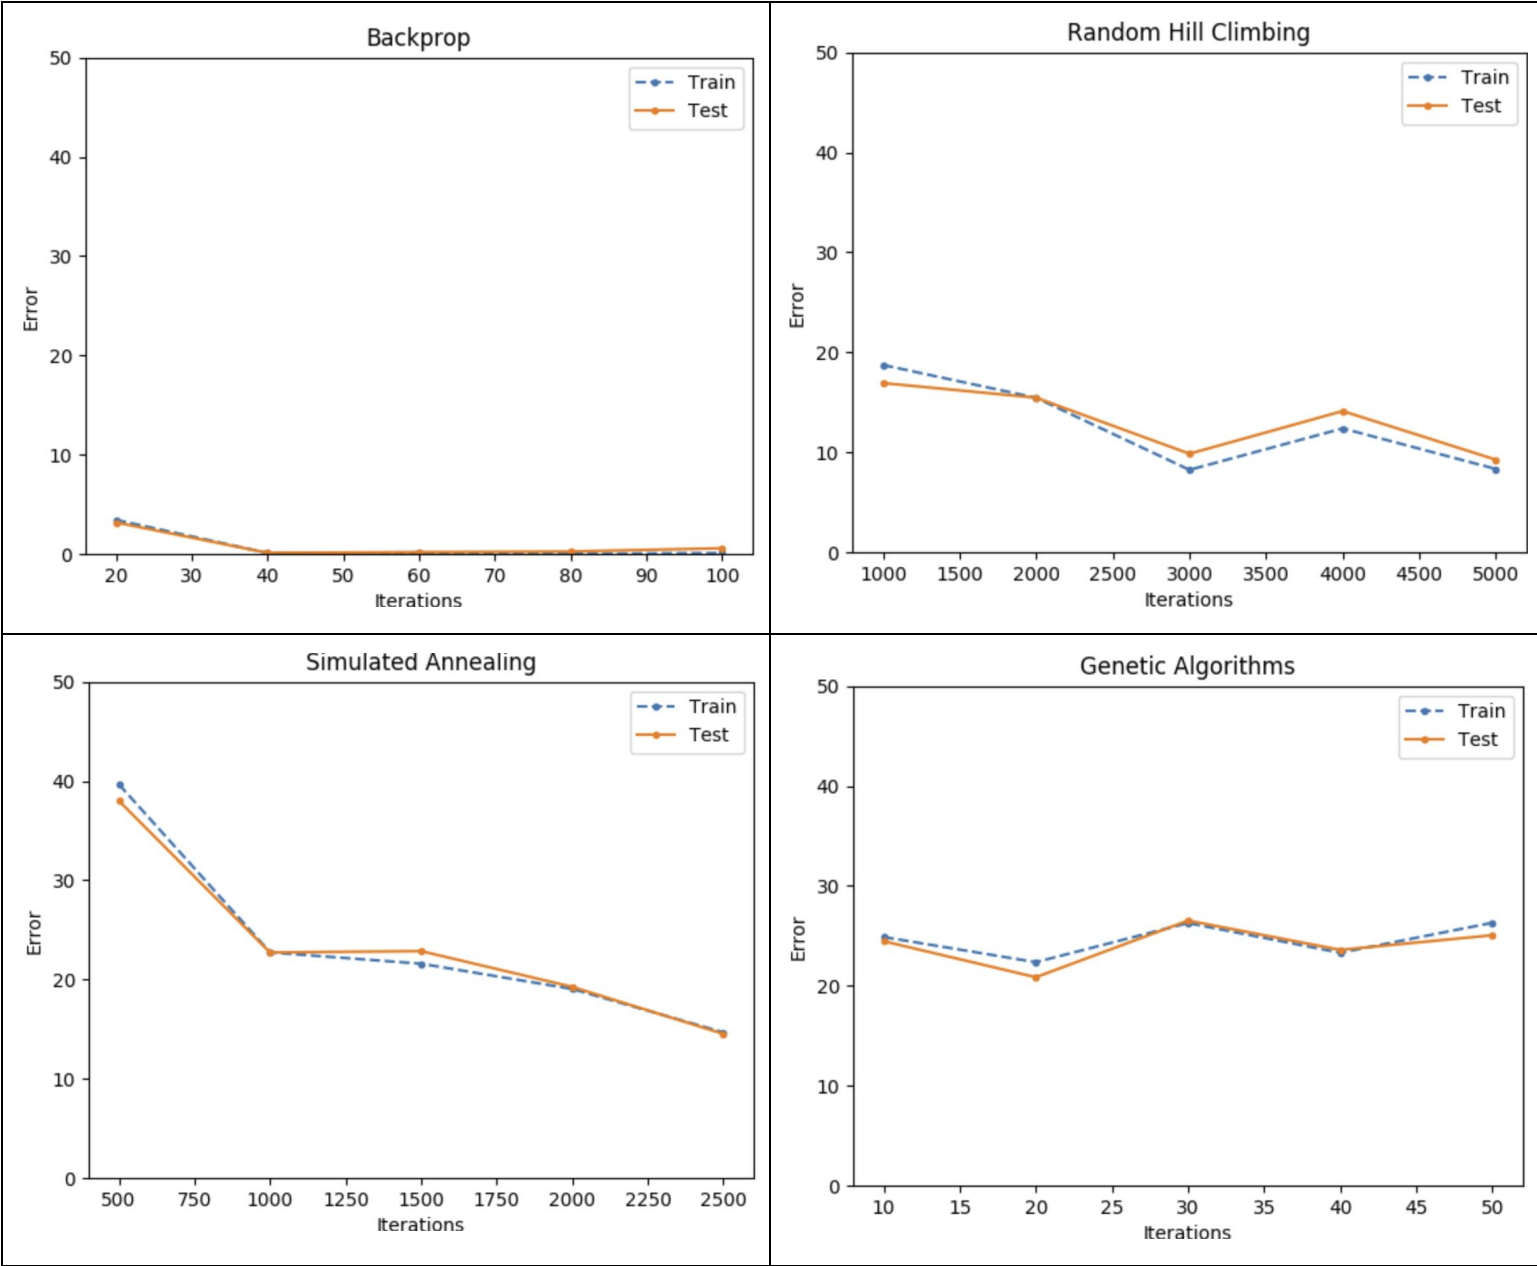 Backprop
50
40
30
20
10
0
Error
Train
Test
20 30 40 50 60 70 80 90 100
Iterations
Random Hill Climbing
50
40
30
20
10
0
Error
Train
Test
1000 1500 2000 2500 3000 3500 4000 4500 5000
Iterations
Simulated Annealing
50
40
30
20
10
0
Error
Train
Test
500 750 1000 1250 1500 1750 2000 2250 2500
Iterations
Genetic Algorithms
50
40
30
20
10
0
Error
Train
Test
10 15 20 25 30 35 40 45 50
Iterations